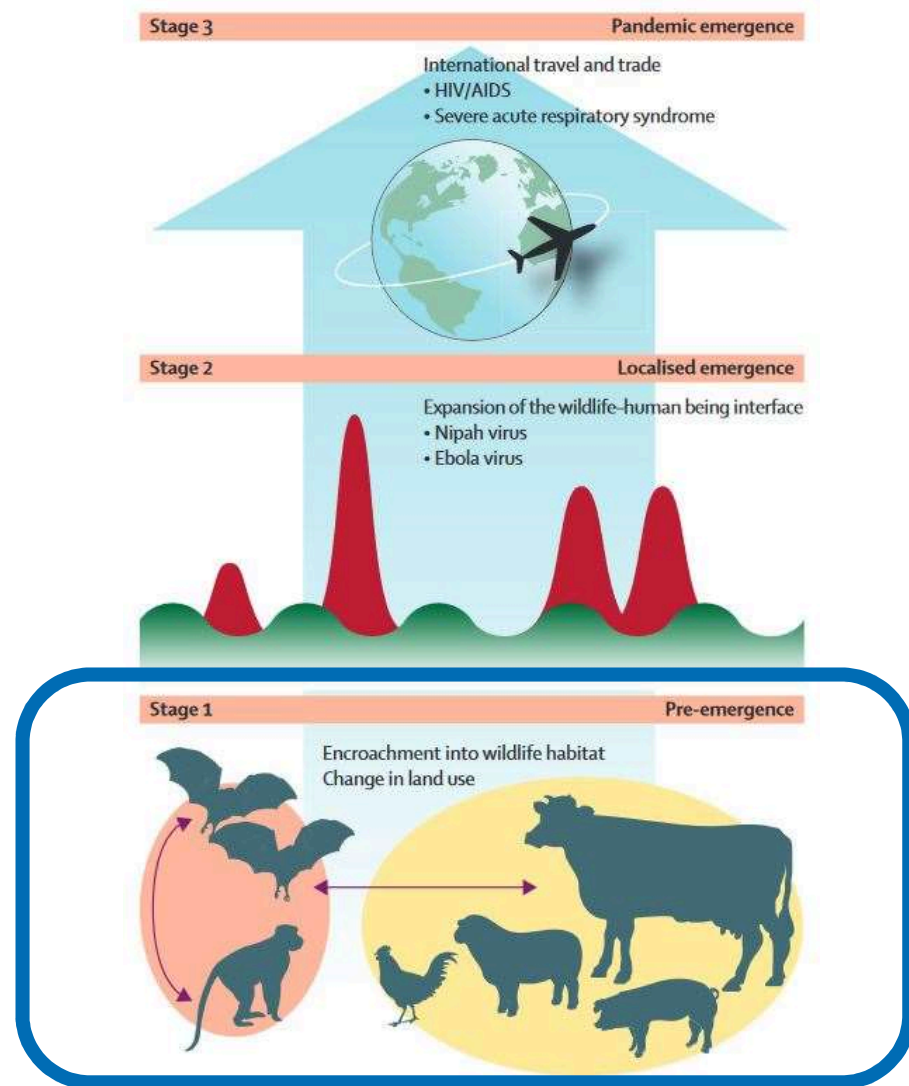 Stage 3 Pandemic emergence
International travel and trade
• HIV/AIDS
• Severe acute respiratory syndrome
Stage 2 Localised emergence
Expansion of the wildlife–human being interface
• Nipah virus
• Ebola virus
Stage 1 Pre-emergence
Encroachment into wildlife habitat
Change in land use